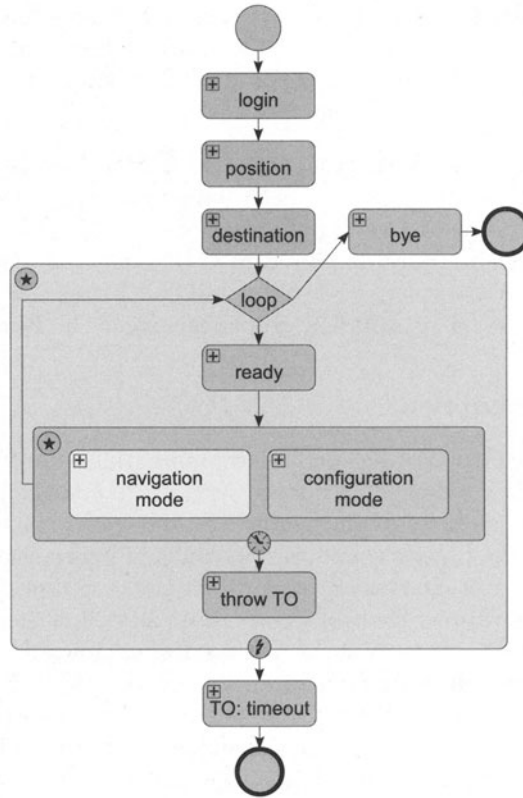 login
position
destination
bye
loop
ready
navigation
mode
configuration
mode
throw TO
TO: timeout